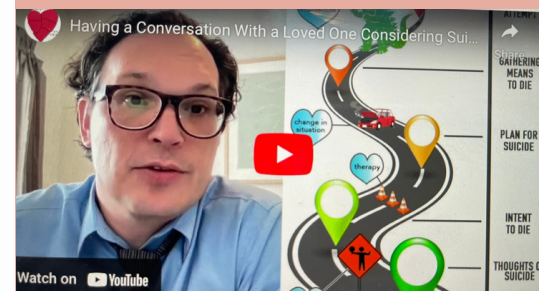 Having a Conversation With a Loved One Considering Sui...
Share
ATTEMPT
GATHERING
MEANS
TO DIE
change in
situation
PLAN FOR
SUICIDE
therapy
INTENT
TO DIE
THOUGHTS O
SUICIDE
Watch on YouTube